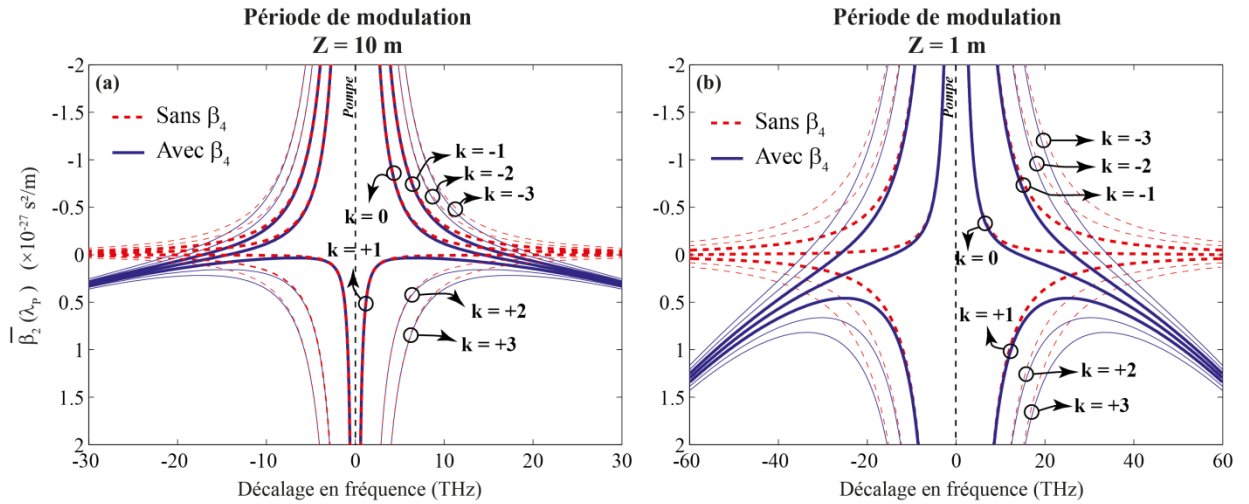 Période de modulation
Z = 10 m
(a)
Pompe
Sans β₄
Avec β₄
k = -1
k = -2
k = -3
k = 0
k = +1
k = +2
k = +3
-2
-1.5
-1
-0.5
0
0.5
1
1.5
2
β̅₂ (λₚ) (×10⁻²⁷ s²/m)
-30
-20
-10
0
10
20
30
Décalage en fréquence (THz)
Période de modulation
Z = 1 m
(b)
Pompe
Sans β₄
Avec β₄
k = -3
k = -2
k = -1
k = 0
k = +1
k = +2
k = +3
-2
-1.5
-1
-0.5
0
0.5
1
1.5
2
-60
-40
-20
0
20
40
60
Décalage en fréquence (THz)